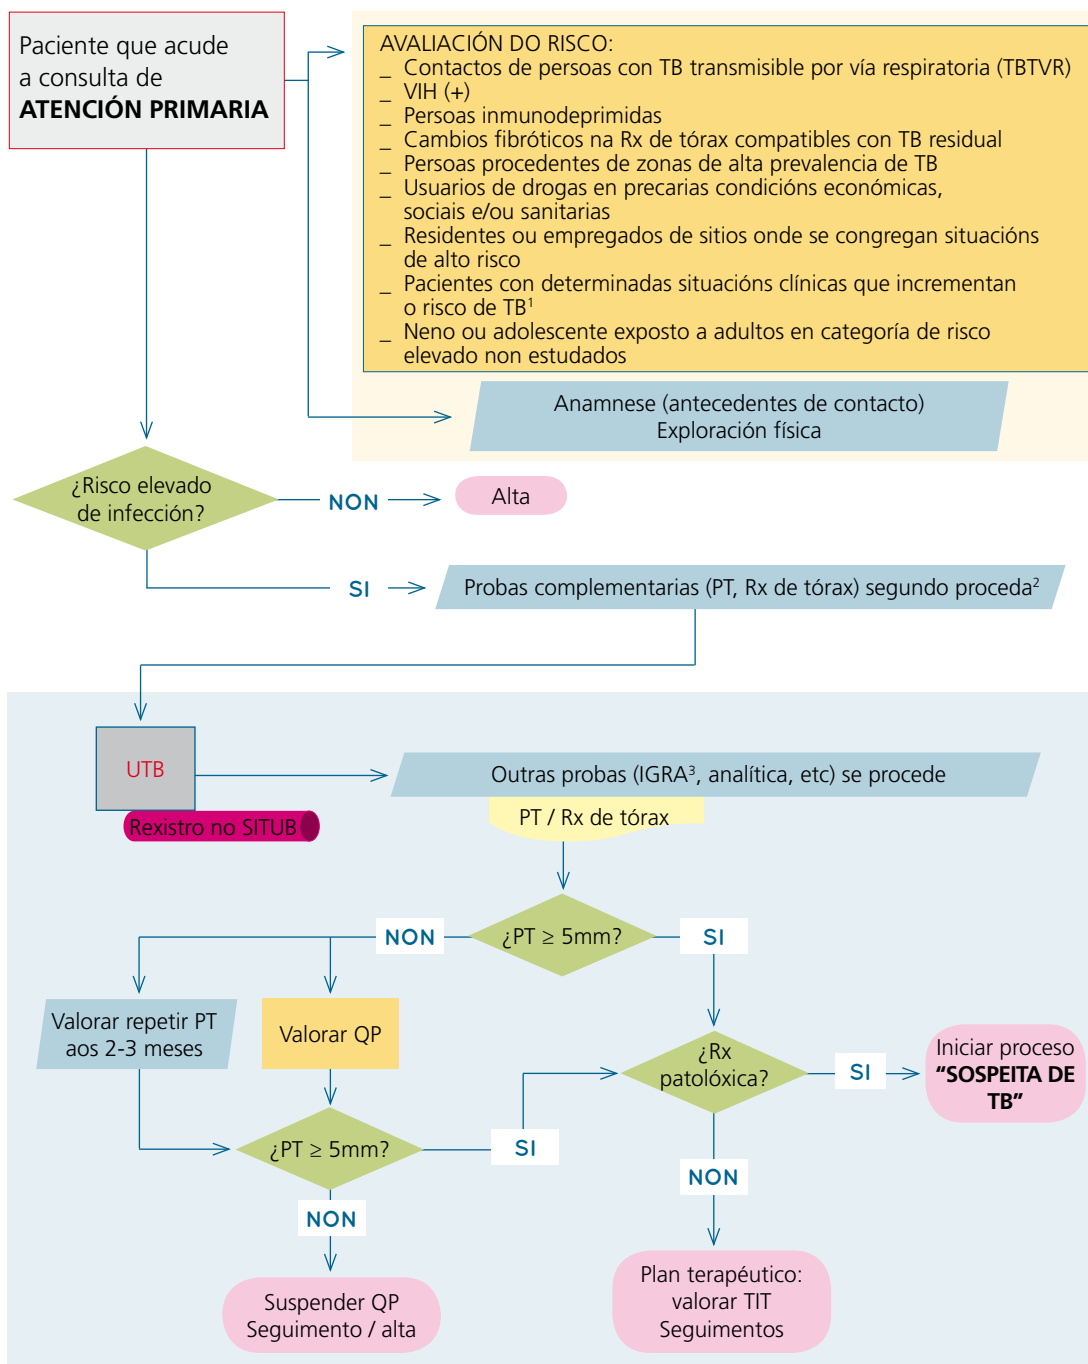 Paciente que acude
a consulta de
ATENCIÓN PRIMARIA
AVALIACIÓN DO RISCO:
_ Contactos de persoas con TB transmisible por vía respiratoria (TBTVR)
_ VIH (+)
_ Persoas inmunodeprimidas
_ Cambios fibróticos na Rx de tórax compatibles con TB residual
_ Persoas procedentes de zonas de alta prevalencia de TB
_ Usuarios de drogas en precarias condicións económicas,
sociais e/ou sanitarias
_ Residentes ou empregados de sitios onde se congregan situacións
de alto risco
_ Pacientes con determinadas situacións clínicas que incrementan
o risco de TB¹
_ Neno ou adolescente exposto a adultos en categoría de risco
elevado non estudados
Anamnese (antecedentes de contacto)
Exploración física
¿Risco elevado
de infección?
NON
Alta
SI
Probas complementarias (PT, Rx de tórax) segundo proceda²
UTB
Rexistro no SITUB
Outras probas (IGRA³, analítica, etc) se procede
PT / Rx de tórax
¿PT ≥ 5mm?
NON
SI
Valorar repetir PT
aos 2-3 meses
Valorar QP
¿Rx
patolóxica?
SI
Iniciar proceso
"SOSPEITA DE
TB"
¿PT ≥ 5mm?
SI
NON
NON
Suspender QP
Seguimento / alta
Plan terapéutico:
valorar TIT
Seguimentos